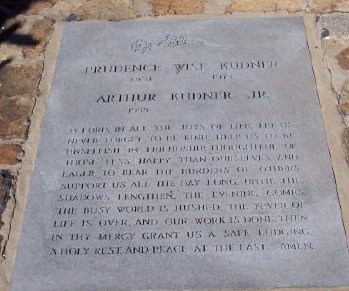 PRUDENCE WISE KUDNER
ARTHUR KUDNER JR.
O LORD, IN ALL THE JOYS OF LIFE, LET US
NEVER FORGET TO BE KIND. HELP US TO BE
UNSELFISH IN FRIENDSHIP, THOUGHTFUL OF
THOSE LESS HAPPY THAN OURSELVES, AND
EAGER TO BEAR THE BURDENS OF OTHERS.
SUPPORT US ALL THE DAY LONG, UNTIL THE
SHADOWS LENGTHEN, THE EVENING COMES,
THE BUSY WORLD IS HUSHED, THE FEVER OF
LIFE IS OVER, AND OUR WORK IS DONE. THEN
IN THY MERCY GRANT US A SAFE LODGING,
A HOLY REST, AND PEACE AT THE LAST. AMEN.